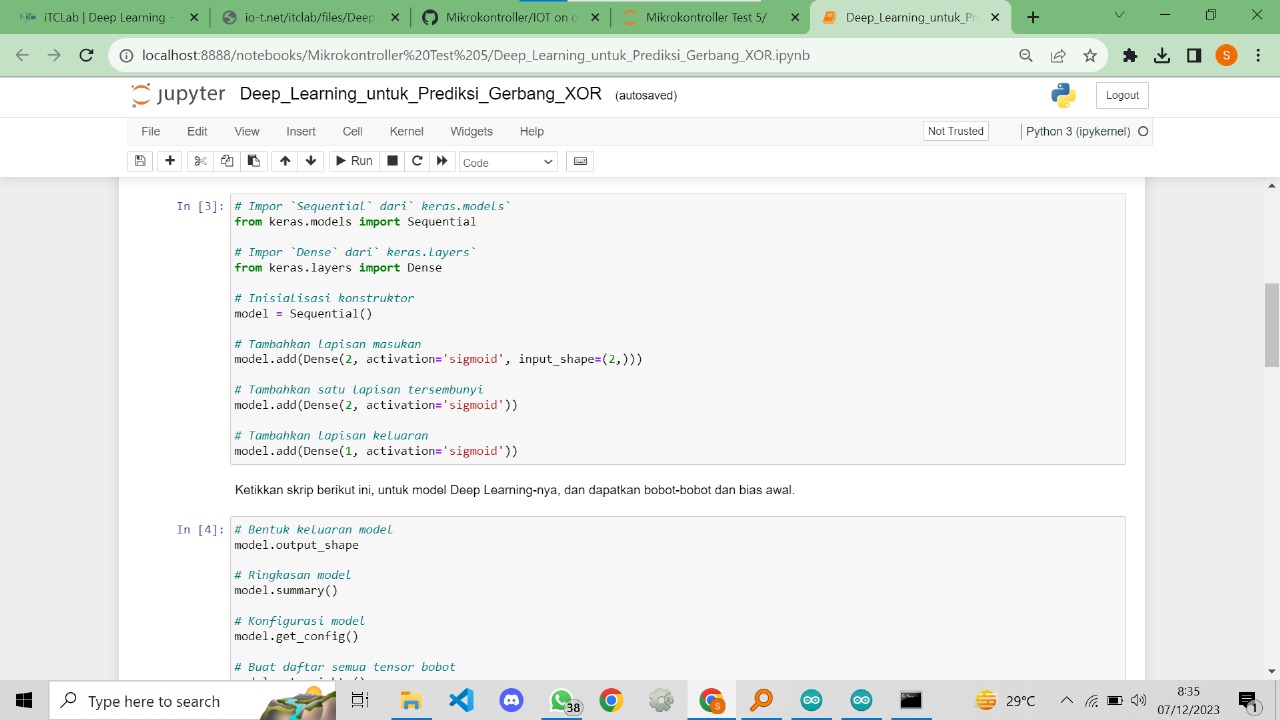 iTCLab | Deep Learning -
io-t.net/itclab/files/Deep_
Mikrokontroller/IOT on c
Mikrokontroller Test 5/
Deep_Learning_untuk_Pr
localhost:8888/notebooks/Mikrokontroller%20Test%205/Deep_Learning_untuk_Prediksi_Gerbang_XOR.ipynb
S
jupyter Deep_Learning_untuk_Prediksi_Gerbang_XOR (autosaved)
Logout
File Edit View Insert Cell Kernel Widgets Help
Not Trusted
Python 3 (ipykernel)
Run
Code
In [3]: # Impor `Sequential` dari` keras.models`
from keras.models import Sequential
# Impor `Dense` dari` keras.layers`
from keras.layers import Dense
# Inisialisasi konstruktor
model = Sequential()
# Tambahkan lapisan masukan
model.add(Dense(2, activation='sigmoid', input_shape=(2,)))
# Tambahkan satu lapisan tersembunyi
model.add(Dense(2, activation='sigmoid'))
# Tambahkan lapisan keluaran
model.add(Dense(1, activation='sigmoid'))
Ketikkan skrip berikut ini, untuk model Deep Learning-nya, dan dapatkan bobot-bobot dan bias awal.
In [4]: # Bentuk keluaran model
model.output_shape
# Ringkasan model
model.summary()
# Konfigurasi model
model.get_config()
# Buat daftar semua tensor bobot
Type here to search
38
S
29°C
8:35
07/12/2023
1